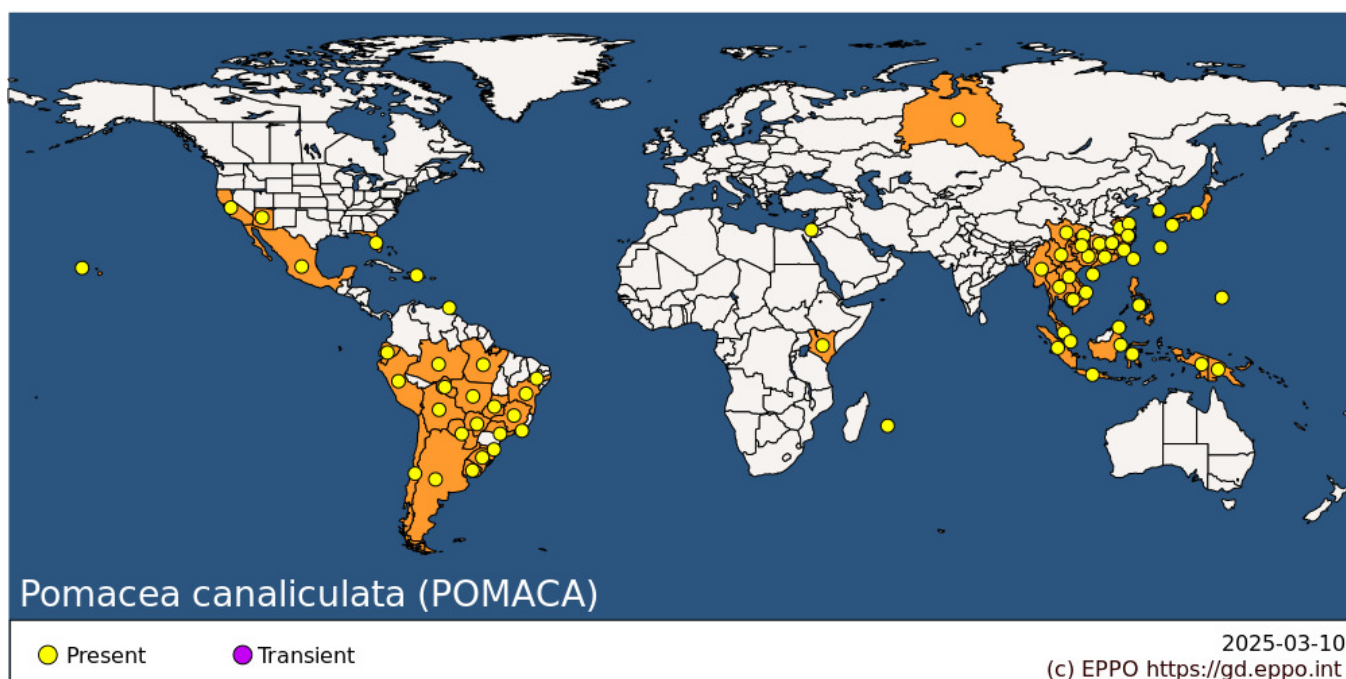 Pomacea canaliculata (POMACA)
Present
Transient
2025-03-10
(c) EPPO https://gd.eppo.int